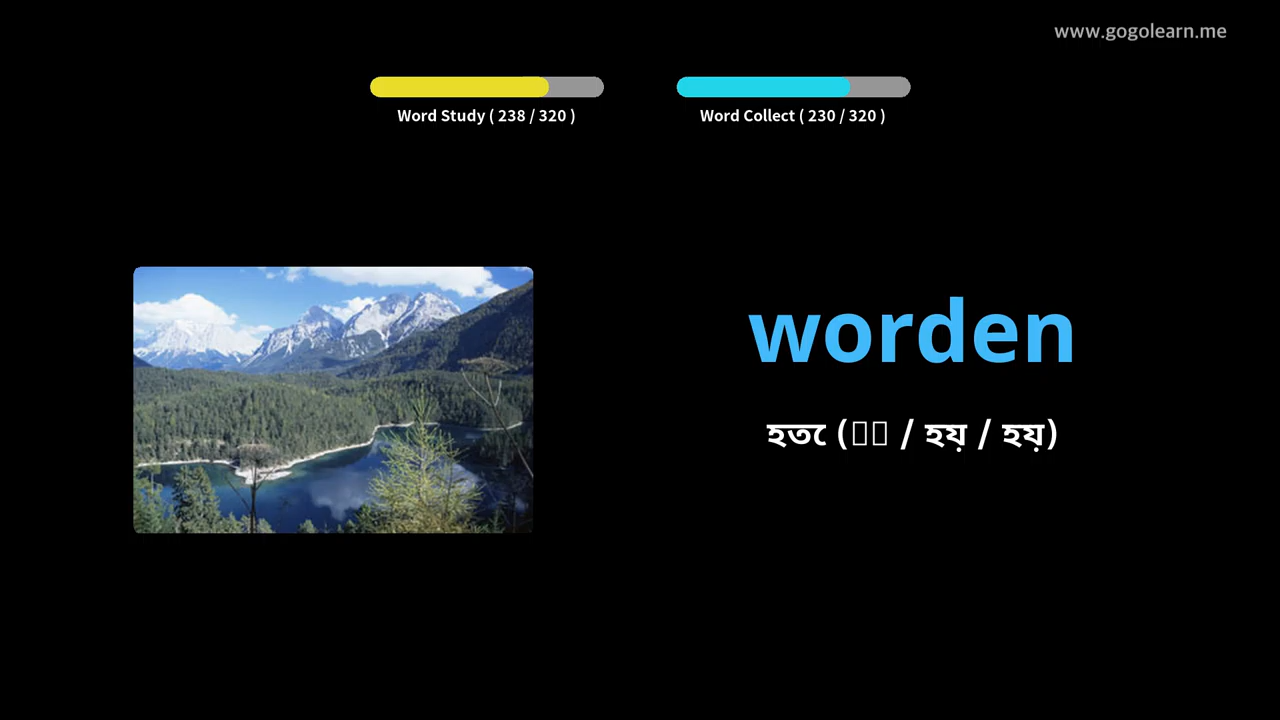 www.gogolearn.me
Word Study ( 238 / 320 )
Word Collect ( 230 / 320 )
worden
হতে (▯▯ / হয় / হয়)